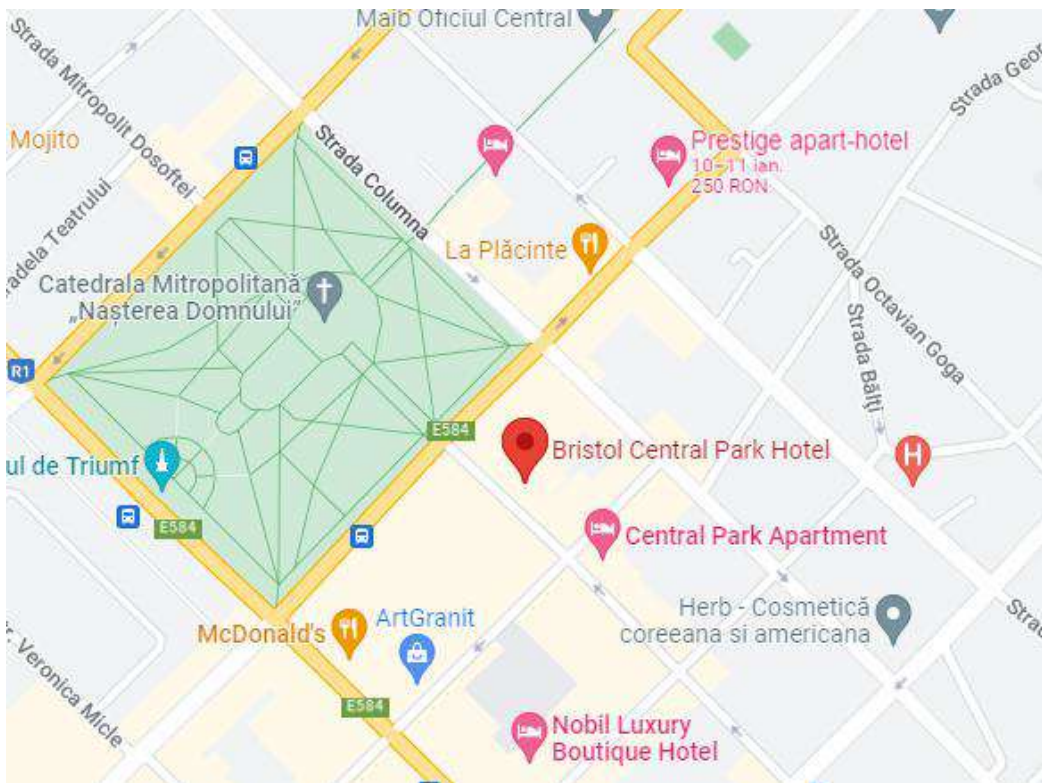 Maib Oficiul Central
Strada Mitropolit Dosoftei
Strada Geor
Mojito
Strada Columna
Prestige apart-hotel
10–11 ian.
250 RON
radela Teatrului
La Plăcinte
Strada Octavian Goga
Catedrala Mitropolitană
„Nașterea Domnului”
Strada Bălți
R1
E584
Bristol Central Park Hotel
H
ul de Triumf
E584
Central Park Apartment
ArtGranit
McDonald's
Herb - Cosmetică
coreeana si americana
Strad
r. Veronica Micle
E584
Nobil Luxury
Boutique Hotel